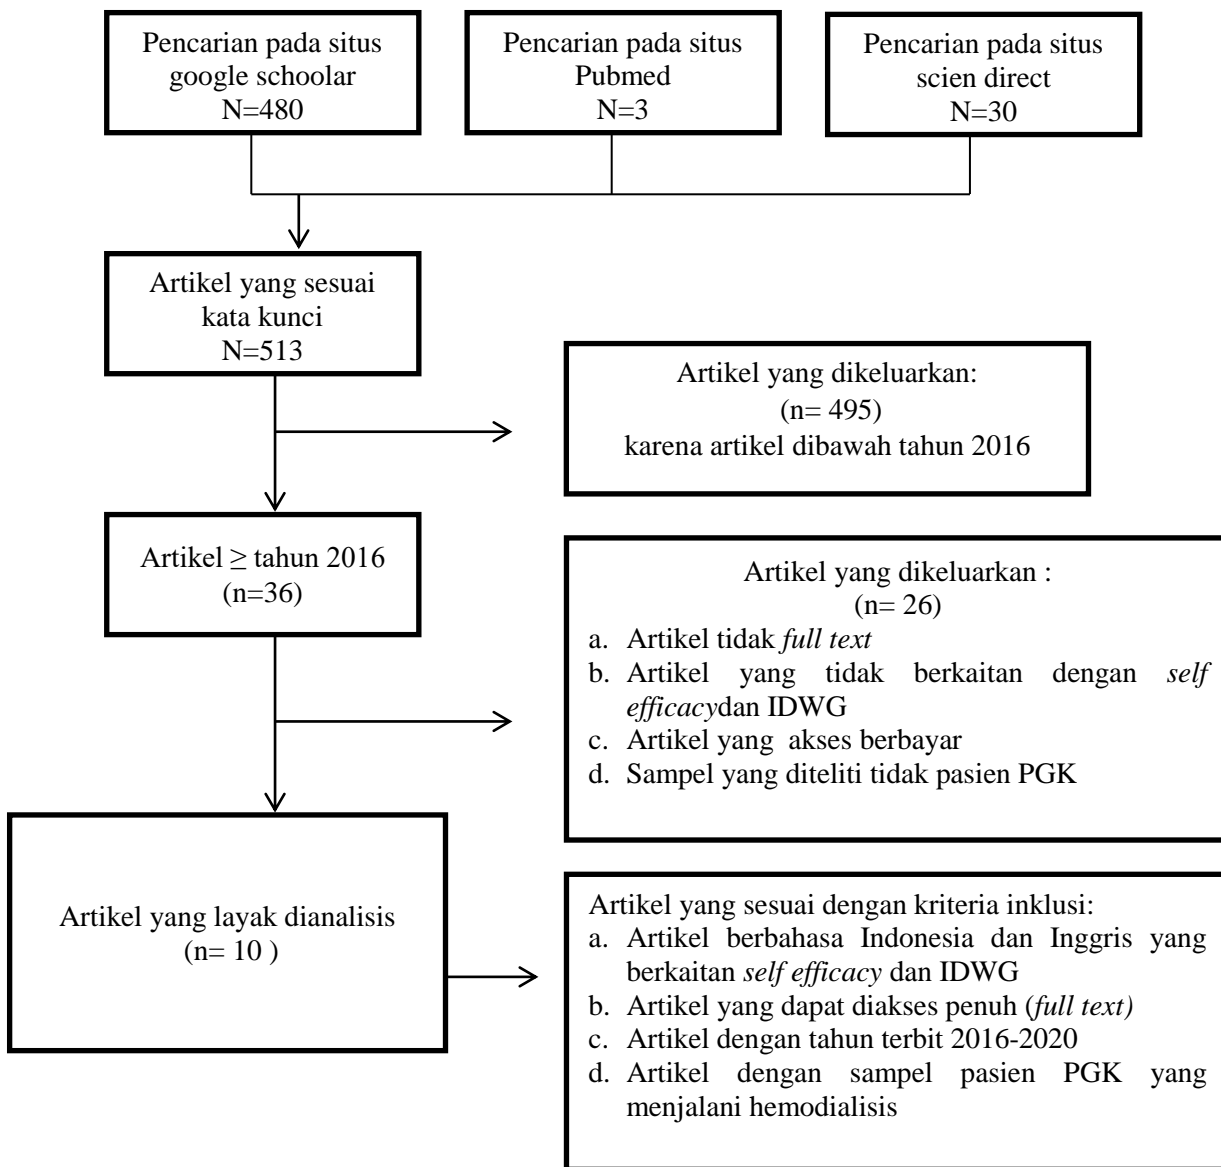 Pencarian pada situs
google schoolar
N=480
Pencarian pada situs
Pubmed
N=3
Pencarian pada situs
scien direct
N=30
Artikel yang sesuai
kata kunci
N=513
Artikel yang dikeluarkan:
(n= 495)
karena artikel dibawah tahun 2016
Artikel ≥ tahun 2016
(n=36)
Artikel yang dikeluarkan :
(n= 26)
a. Artikel tidak full text
b. Artikel yang tidak berkaitan dengan self
efficacydan IDWG
c. Artikel yang akses berbayar
d. Sampel yang diteliti tidak pasien PGK
Artikel yang layak dianalisis
(n= 10 )
Artikel yang sesuai dengan kriteria inklusi:
a. Artikel berbahasa Indonesia dan Inggris yang
berkaitan self efficacy dan IDWG
b. Artikel yang dapat diakses penuh (full text)
c. Artikel dengan tahun terbit 2016-2020
d. Artikel dengan sampel pasien PGK yang
menjalani hemodialisis